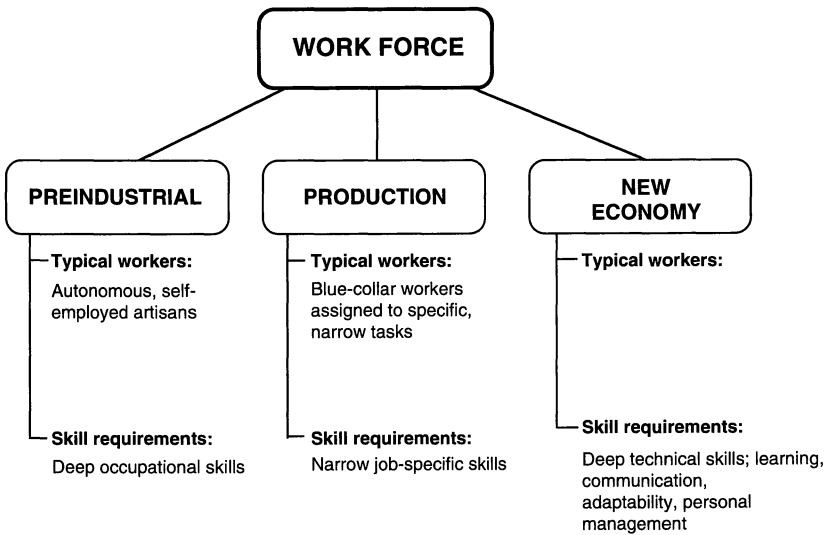 WORK FORCE
PREINDUSTRIAL
Typical workers:
Autonomous, self-
employed artisans
Skill requirements:
Deep occupational skills
PRODUCTION
Typical workers:
Blue-collar workers
assigned to specific,
narrow tasks
Skill requirements:
Narrow job-specific skills
NEW
ECONOMY
Typical workers:
Skill requirements:
Deep technical skills; learning,
communication,
adaptability, personal
management